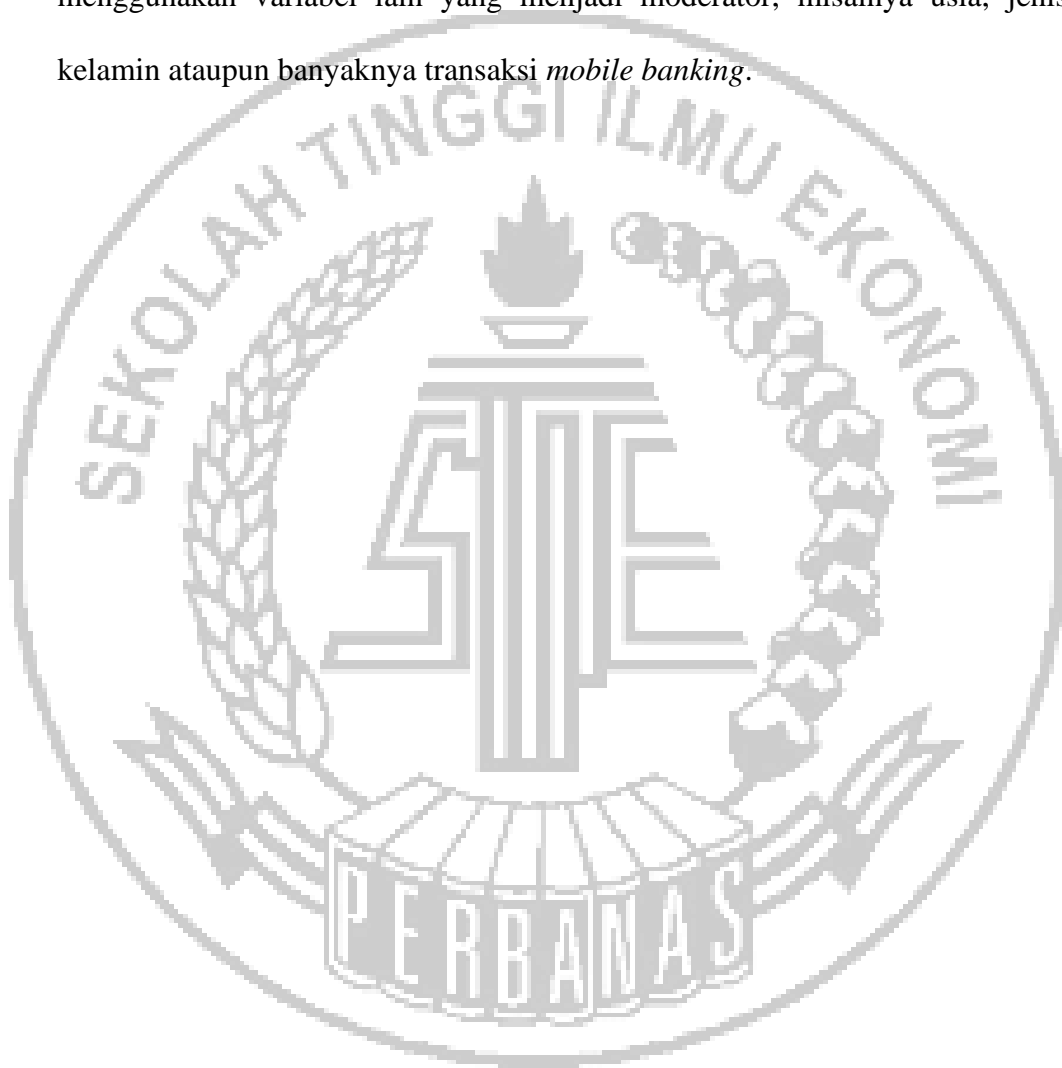 menggunakan variabel lain yang menjadi moderator, misalnya usia, jenis
kelamin ataupun banyaknya transaksi mobile banking.
SEKOLAH TINGGI ILMU EKONOMI
STIE
PERBANAS